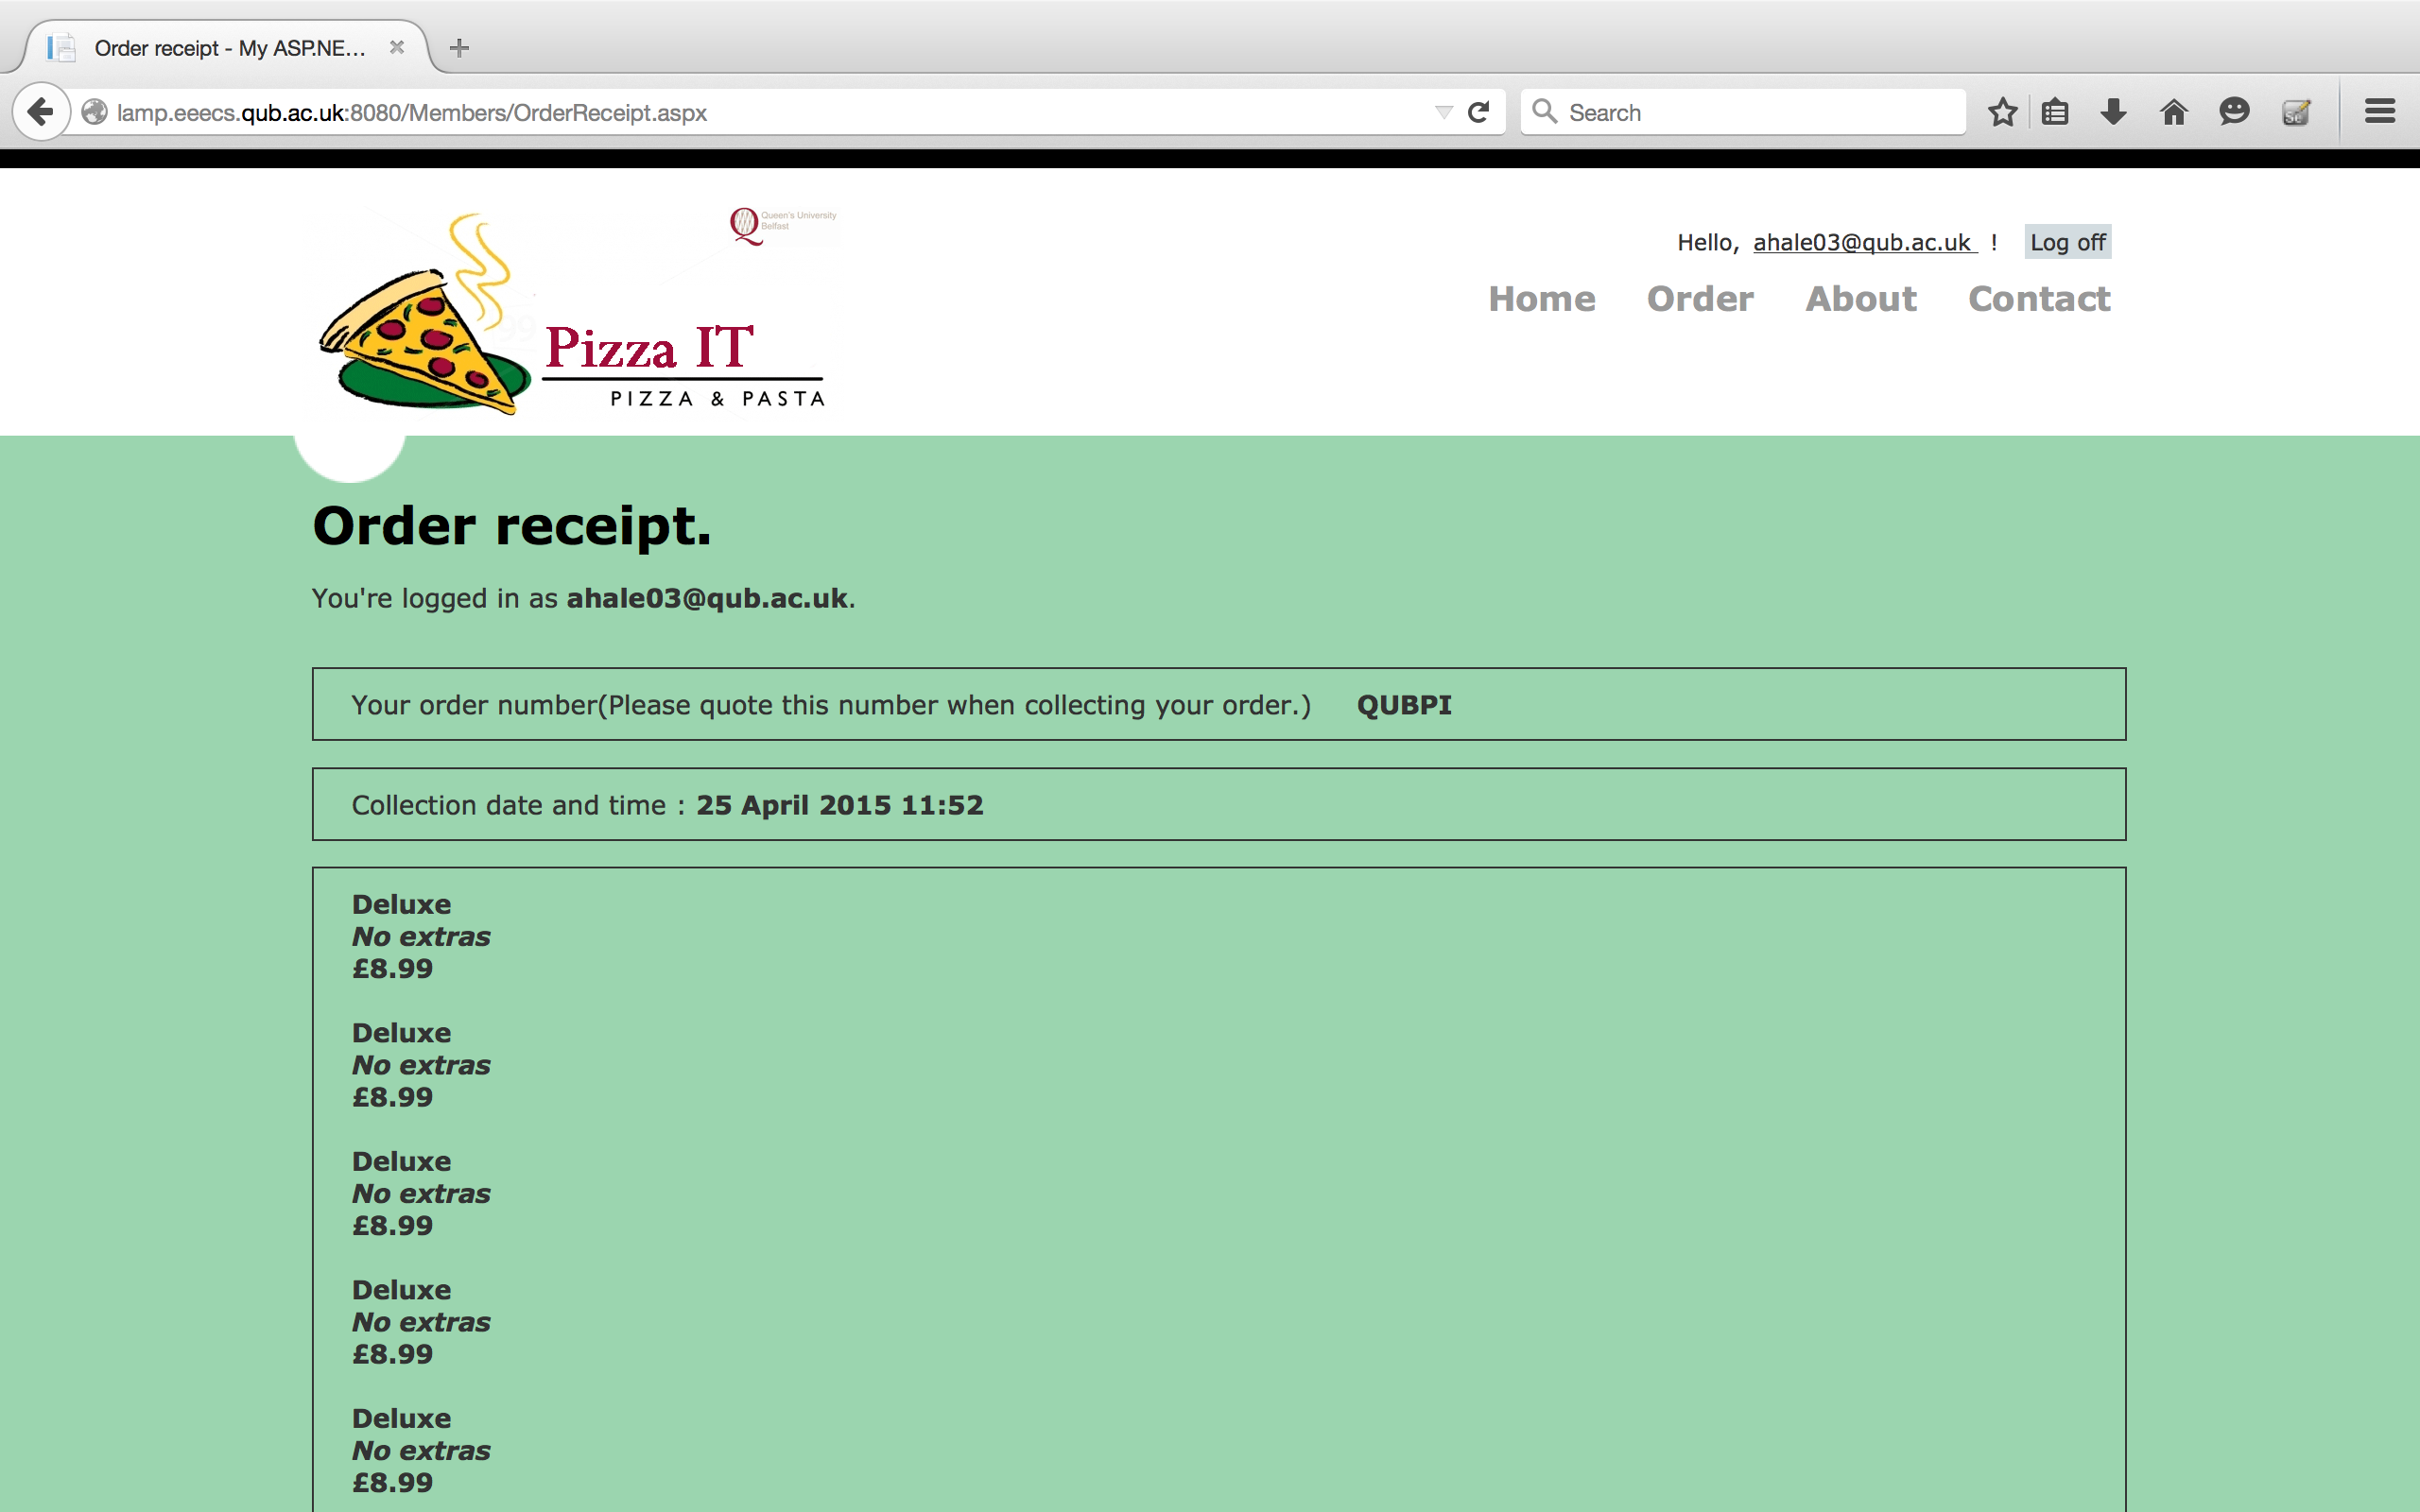 Order receipt - My ASP.NE...
lamp.eeecs.qub.ac.uk:8080/Members/OrderReceipt.aspx
Search
Queen's University
Belfast
Hello, ahale03@qub.ac.uk !
Log off
Home
Order
About
Contact
Pizza IT
PIZZA & PASTA
Order receipt.
You're logged in as ahale03@qub.ac.uk.
Your order number(Please quote this number when collecting your order.) QUBPI
Collection date and time : 25 April 2015 11:52
Deluxe
No extras
£8.99
Deluxe
No extras
£8.99
Deluxe
No extras
£8.99
Deluxe
No extras
£8.99
Deluxe
No extras
£8.99